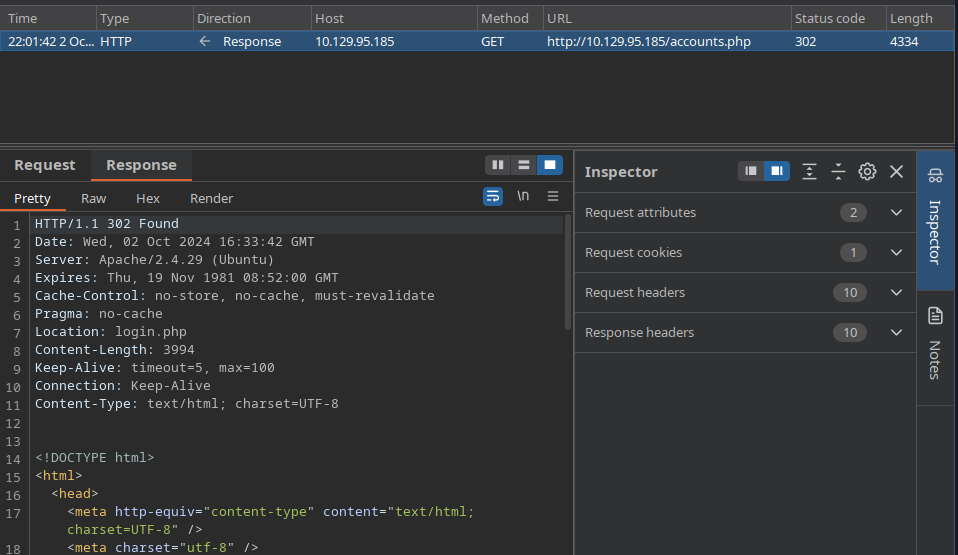 Time Type Direction Host Method URL Status code Length
22:01:42 2 Oc... HTTP Response 10.129.95.185 GET http://10.129.95.185/accounts.php 302 4334
Request Response
Pretty Raw Hex Render
\n
1 HTTP/1.1 302 Found
2 Date: Wed, 02 Oct 2024 16:33:42 GMT
3 Server: Apache/2.4.29 (Ubuntu)
4 Expires: Thu, 19 Nov 1981 08:52:00 GMT
5 Cache-Control: no-store, no-cache, must-revalidate
6 Pragma: no-cache
7 Location: login.php
8 Content-Length: 3994
9 Keep-Alive: timeout=5, max=100
10 Connection: Keep-Alive
11 Content-Type: text/html; charset=UTF-8
12
13
14 <!DOCTYPE html>
15 <html>
16 <head>
17 <meta http-equiv="content-type" content="text/html;
charset=UTF-8" />
18 <meta charset="utf-8" />
Inspector
Request attributes 2
Request cookies 1
Request headers 10
Response headers 10
Inspector
Notes